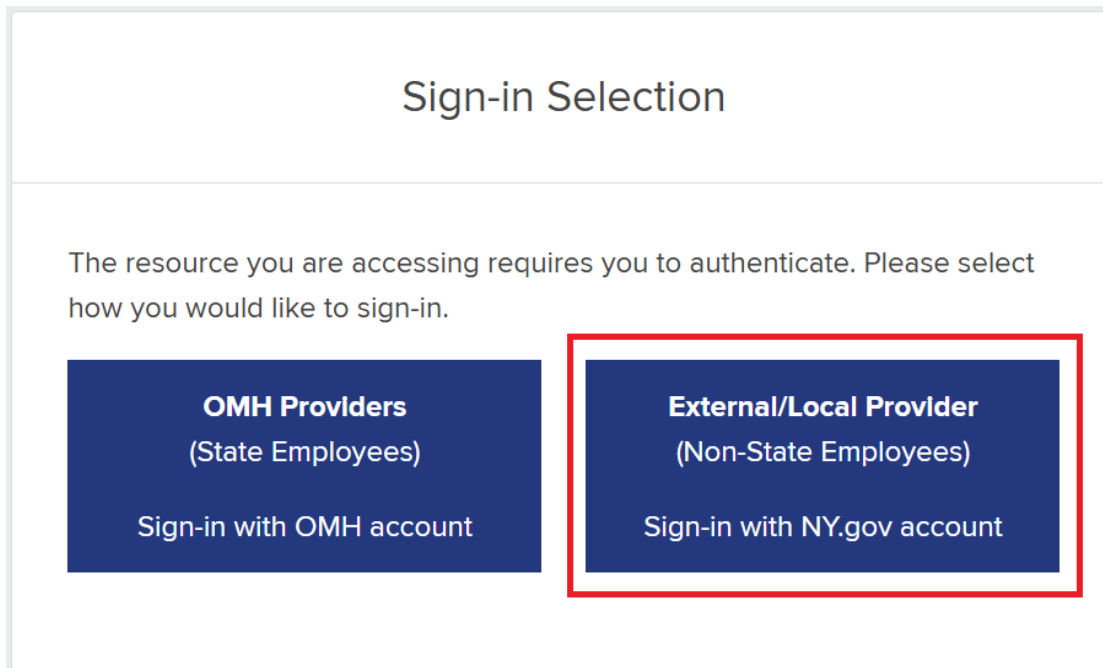 Sign-in Selection
The resource you are accessing requires you to authenticate. Please select
how you would like to sign-in.
OMH Providers
(State Employees)
Sign-in with OMH account
External/Local Provider
(Non-State Employees)
Sign-in with NY.gov account